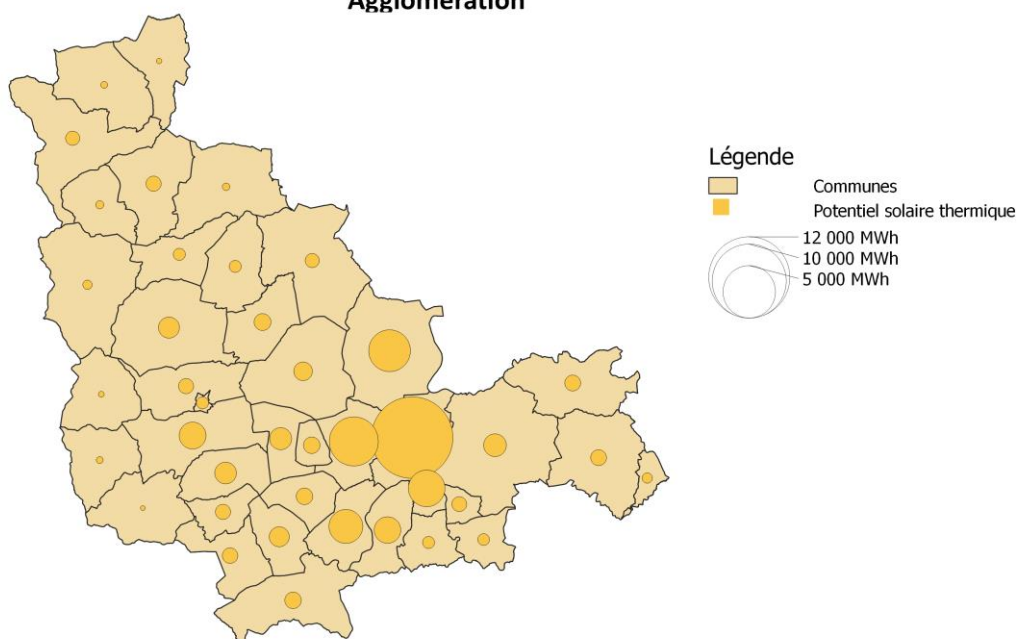 Agglomération
Légende
Communes
Potentiel solaire thermique
12 000 MWh
10 000 MWh
5 000 MWh